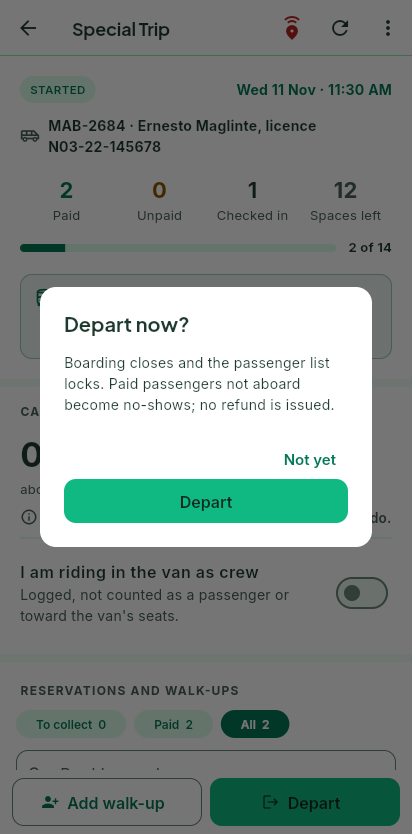 Special Trip
STARTED
Wed 11 Nov · 11:30 AM
MAB-2684 · Ernesto Maglinte, licence
N03-22-145678
2
0
1
12
Paid
Unpaid
Checked in
Spaces left
2 of 14
Depart now?
Boarding closes and the passenger list
locks. Paid passengers not aboard
become no-shows; no refund is issued.
Not yet
Depart
CA
0
abo
do.
I am riding in the van as crew
Logged, not counted as a passenger or
toward the van's seats.
RESERVATIONS AND WALK-UPS
To collect 0
Paid 2
All 2
Add walk-up
Depart